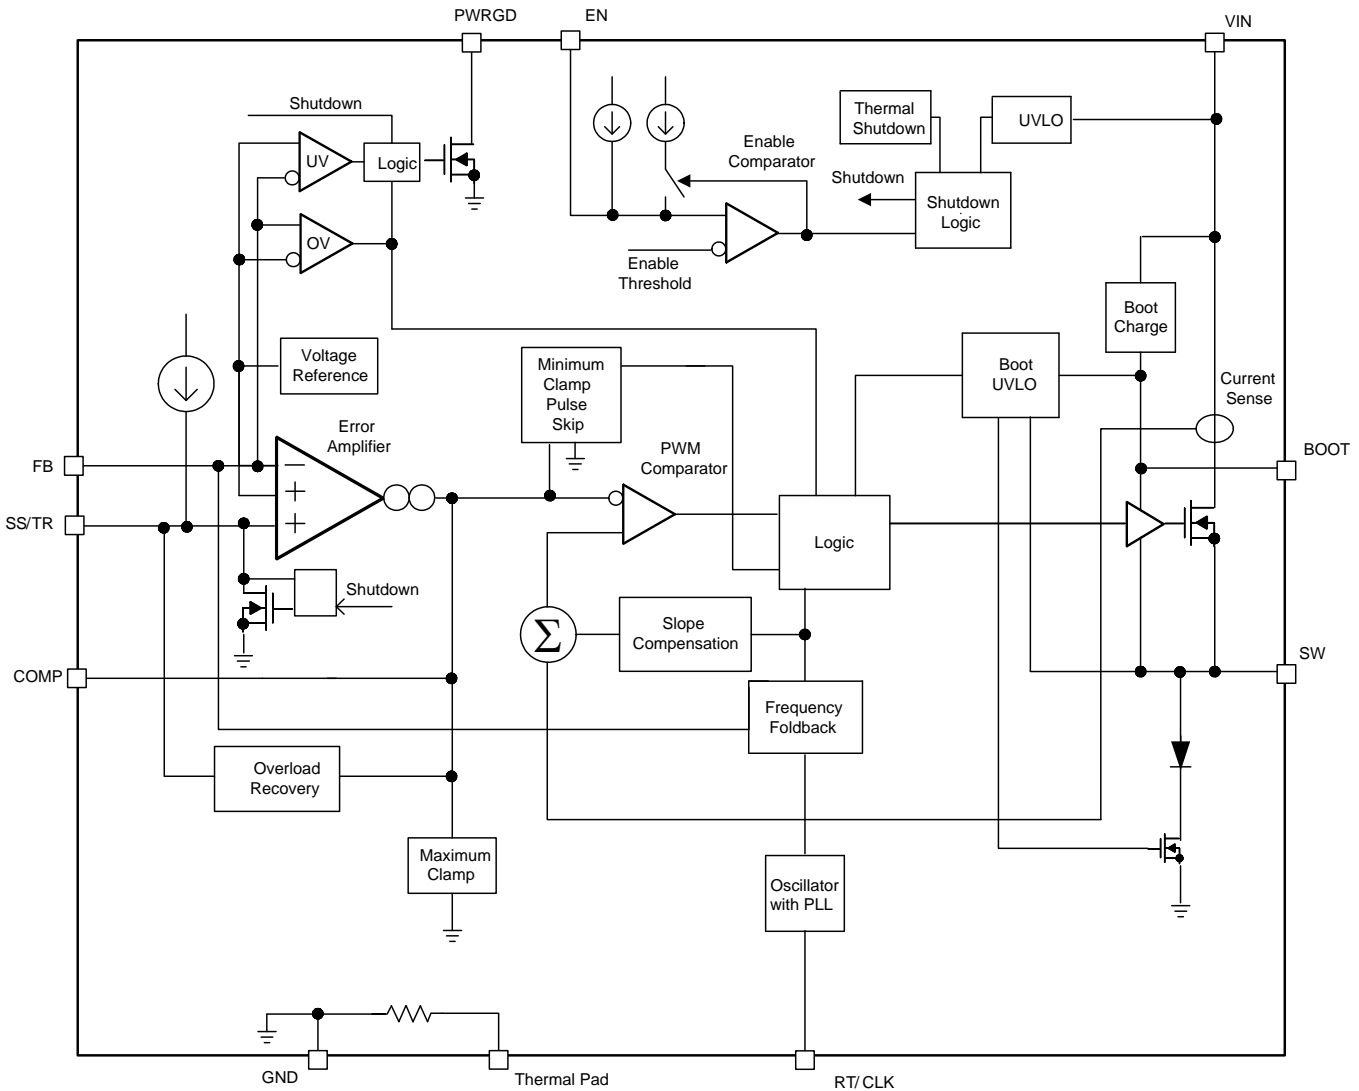 PWRGD
EN
VIN
Shutdown
UV
Logic
OV
Enable
Comparator
Thermal
Shutdown
UVLO
Shutdown
Shutdown
Logic
Enable
Threshold
Boot
Charge
Voltage
Reference
Minimum
Clamp
Pulse
Skip
Boot
UVLO
Current
Sense
Error
Amplifier
PWM
Comparator
FB
BOOT
SS/TR
Logic
Shutdown
Σ
Slope
Compensation
COMP
SW
Frequency
Foldback
Overload
Recovery
Maximum
Clamp
Oscillator
with PLL
GND
Thermal Pad
RT/ CLK